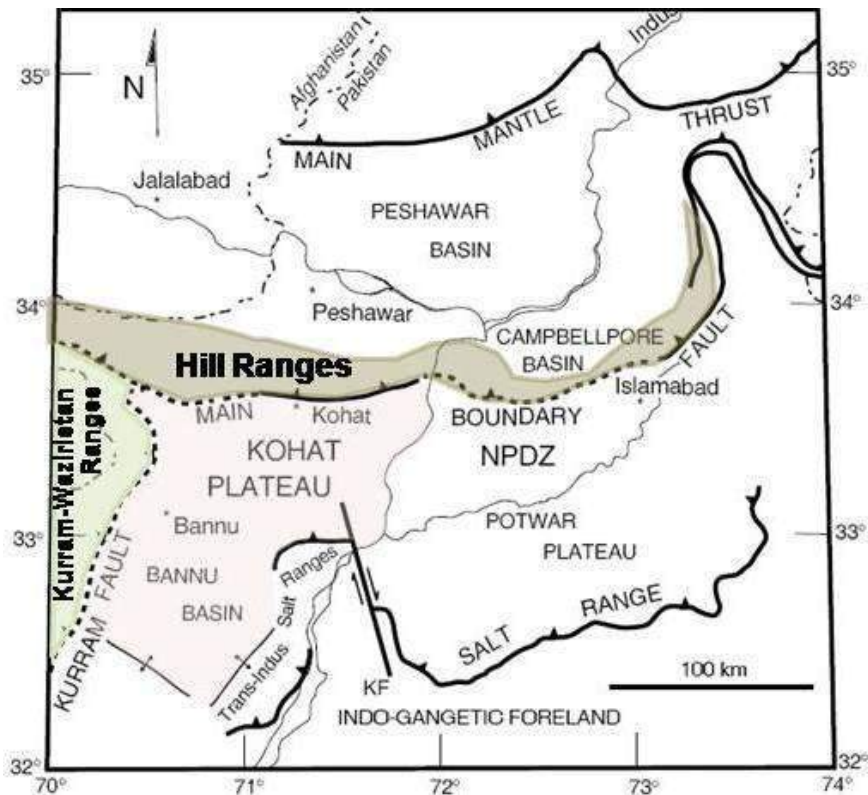 Indus
35°
35°
N
Afghanistan
Pakistan
MAIN
MANTLE
THRUST
Jalalabad
PESHAWAR
BASIN
34°
34°
Peshawar
CAMPBELLPORE
BASIN
Hill Ranges
FAULT
Islamabad
MAIN
Kohat
BOUNDARY
KOHAT
PLATEAU
NPDZ
Kurram-Waziristan
Ranges
Bannu
POTWAR
PLATEAU
33°
33°
BANNU
BASIN
KURRAM FAULT
Trans-Indus
Salt
Ranges
SALT
RANGE
100 km
KF
INDO-GANGETIC FORELAND
32°
32°
70°
71°
72°
73°
74°